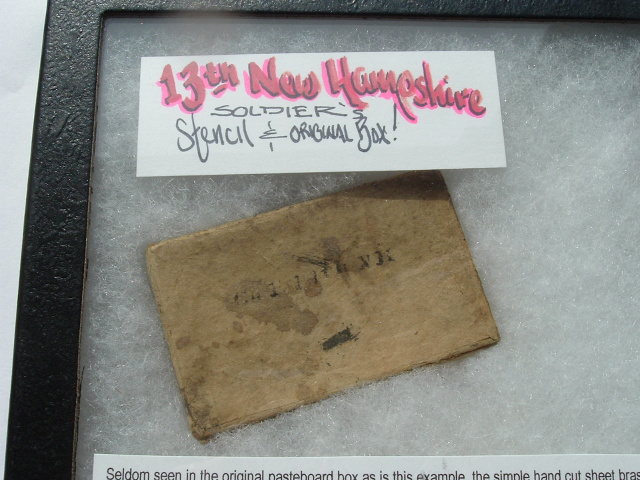 13th New Hampshire
SOLDIER'S
Stencil & ORIGINAL Box!
Seldom seen in the original pasteboard box as is this example, the simple hand cut sheet bras